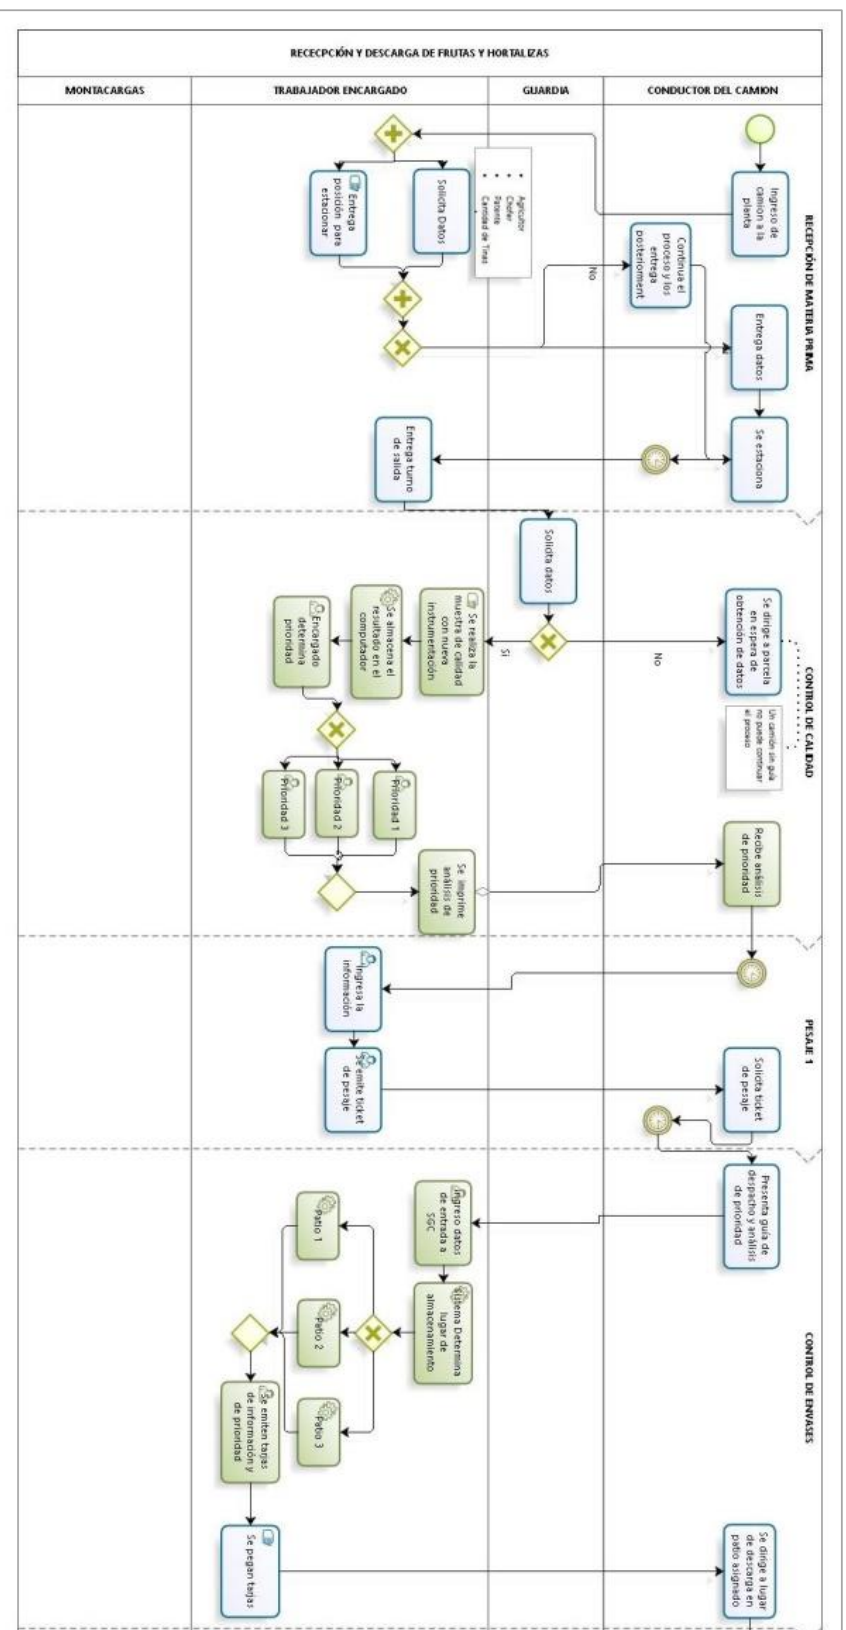 RECECPCIÓN Y DESCARGA DE FRUTAS Y HORTALIZAS
MONTACARGAS
TRABAJADOR ENCARGADO
GUARDIA
CONDUCTOR DEL CAMION
RECEPCIÓN DE MATERIA PRIMA
Ingreso de
camión a la
planta
Solicita Datos
Agricultor
Chofer
Patente
Cantidad de Tinas
Entrega
posición para
estacionar
No
Continua el
proceso y los
entrega
posteriorment
Entrega datos
Se estaciona
Entrega turno
de salida
CONTROL DE CALIDAD
Solicita datos
No
Si
Se dirige a parcela
en espera de
obtención de datos
Un camión sin guía
no puede continuar
el proceso
Se realiza la
muestra de calidad
con nueva
instrumentación
Se almacena el
resultado en el
computador
Encargado
determina
prioridad
Prioridad 1
Prioridad 2
Prioridad 3
Se imprime
análisis de
prioridad
Recibe análisis
de prioridad
PESAJE 1
Ingresa la
información
Se emite ticket
de pesaje
Solicita ticket
de pesaje
CONTROL DE ENVASES
Presenta guía de
despacho y análisis
de prioridad
Ingreso datos
de entrada a
SGC
Sistema Determina
lugar de
almacenamiento
Patio 1
Patio 2
Patio 3
Se emiten tarjas
de información y
de prioridad
Se pegan tarjas
Se dirige a lugar
de descarga en
patio asignado